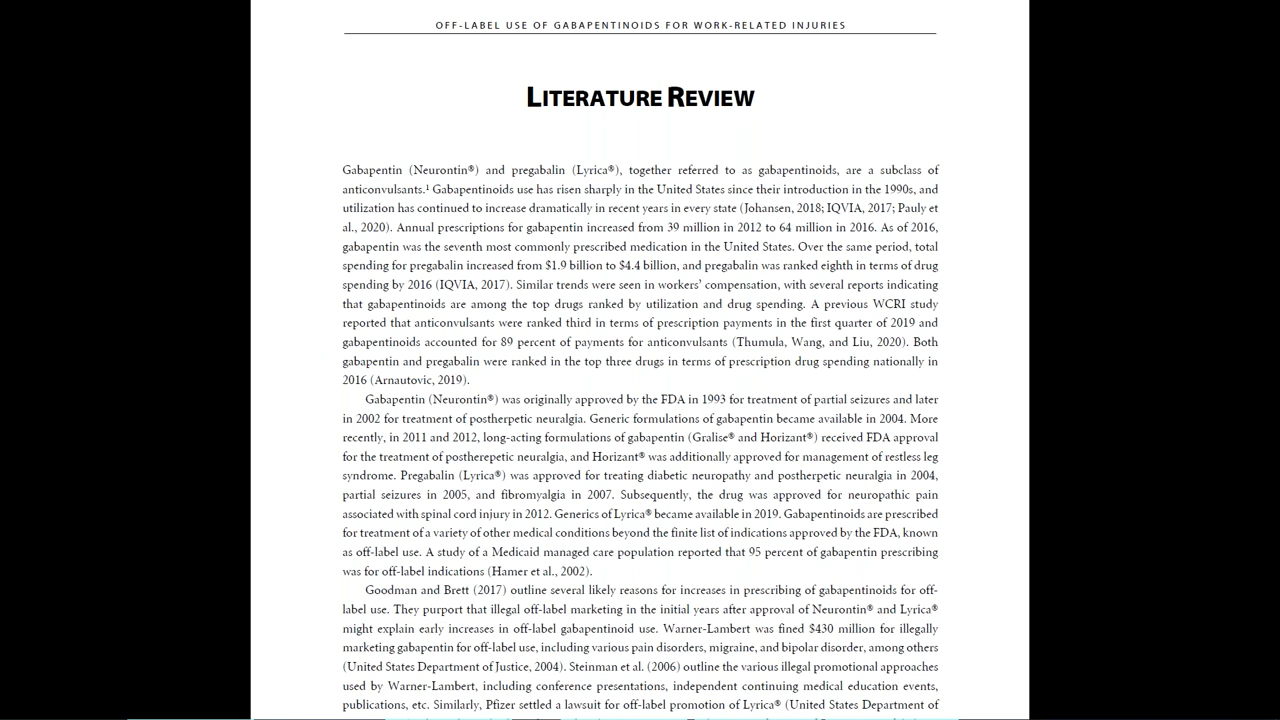 OFF-LABEL USE OF GABAPENTINOIDS FOR WORK-RELATED INJURIES
LITERATURE REVIEW
Gabapentin (Neurontin®) and pregabalin (Lyrica®), together referred to as gabapentinoids, are a subclass of
anticonvulsants.¹ Gabapentinoids use has risen sharply in the United States since their introduction in the 1990s, and
utilization has continued to increase dramatically in recent years in every state (Johansen, 2018; IQVIA, 2017; Pauly et
al., 2020). Annual prescriptions for gabapentin increased from 39 million in 2012 to 64 million in 2016. As of 2016,
gabapentin was the seventh most commonly prescribed medication in the United States. Over the same period, total
spending for pregabalin increased from $1.9 billion to $4.4 billion, and pregabalin was ranked eighth in terms of drug
spending by 2016 (IQVIA, 2017). Similar trends were seen in workers’ compensation, with several reports indicating
that gabapentinoids are among the top drugs ranked by utilization and drug spending. A previous WCRI study
reported that anticonvulsants were ranked third in terms of prescription payments in the first quarter of 2019 and
gabapentinoids accounted for 89 percent of payments for anticonvulsants (Thumula, Wang, and Liu, 2020). Both
gabapentin and pregabalin were ranked in the top three drugs in terms of prescription drug spending nationally in
2016 (Arnautovic, 2019).
Gabapentin (Neurontin®) was originally approved by the FDA in 1993 for treatment of partial seizures and later
in 2002 for treatment of postherpetic neuralgia. Generic formulations of gabapentin became available in 2004. More
recently, in 2011 and 2012, long-acting formulations of gabapentin (Gralise® and Horizant®) received FDA approval
for the treatment of postherepetic neuralgia, and Horizant® was additionally approved for management of restless leg
syndrome. Pregabalin (Lyrica®) was approved for treating diabetic neuropathy and postherpetic neuralgia in 2004,
partial seizures in 2005, and fibromyalgia in 2007. Subsequently, the drug was approved for neuropathic pain
associated with spinal cord injury in 2012. Generics of Lyrica® became available in 2019. Gabapentinoids are prescribed
for treatment of a variety of other medical conditions beyond the finite list of indications approved by the FDA, known
as off-label use. A study of a Medicaid managed care population reported that 95 percent of gabapentin prescribing
was for off-label indications (Hamer et al., 2002).
Goodman and Brett (2017) outline several likely reasons for increases in prescribing of gabapentinoids for off-
label use. They purport that illegal off-label marketing in the initial years after approval of Neurontin® and Lyrica®
might explain early increases in off-label gabapentinoid use. Warner-Lambert was fined $430 million for illegally
marketing gabapentin for off-label use, including various pain disorders, migraine, and bipolar disorder, among others
(United States Department of Justice, 2004). Steinman et al. (2006) outline the various illegal promotional approaches
used by Warner-Lambert, including conference presentations, independent continuing medical education events,
publications, etc. Similarly, Pfizer settled a lawsuit for off-label promotion of Lyrica® (United States Department of